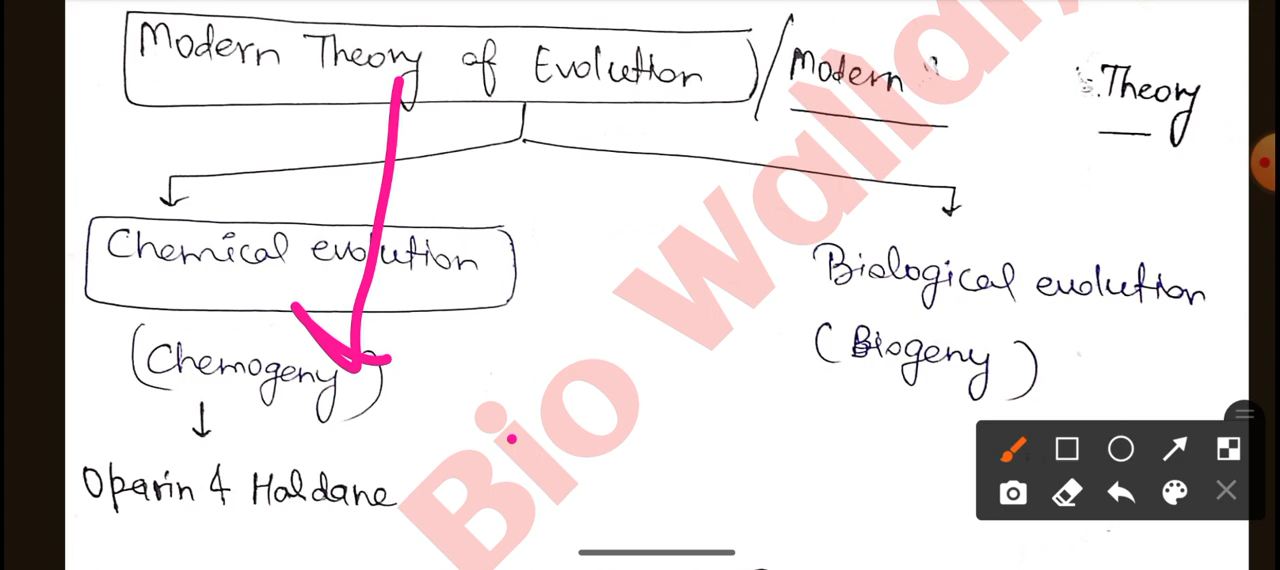 Modern Theory of Evolution / Modern " Theory
Chemical evolution
Biological evolution
(Chemogeny)
(Biogeny)
Oparin & Haldane
Bio wallah